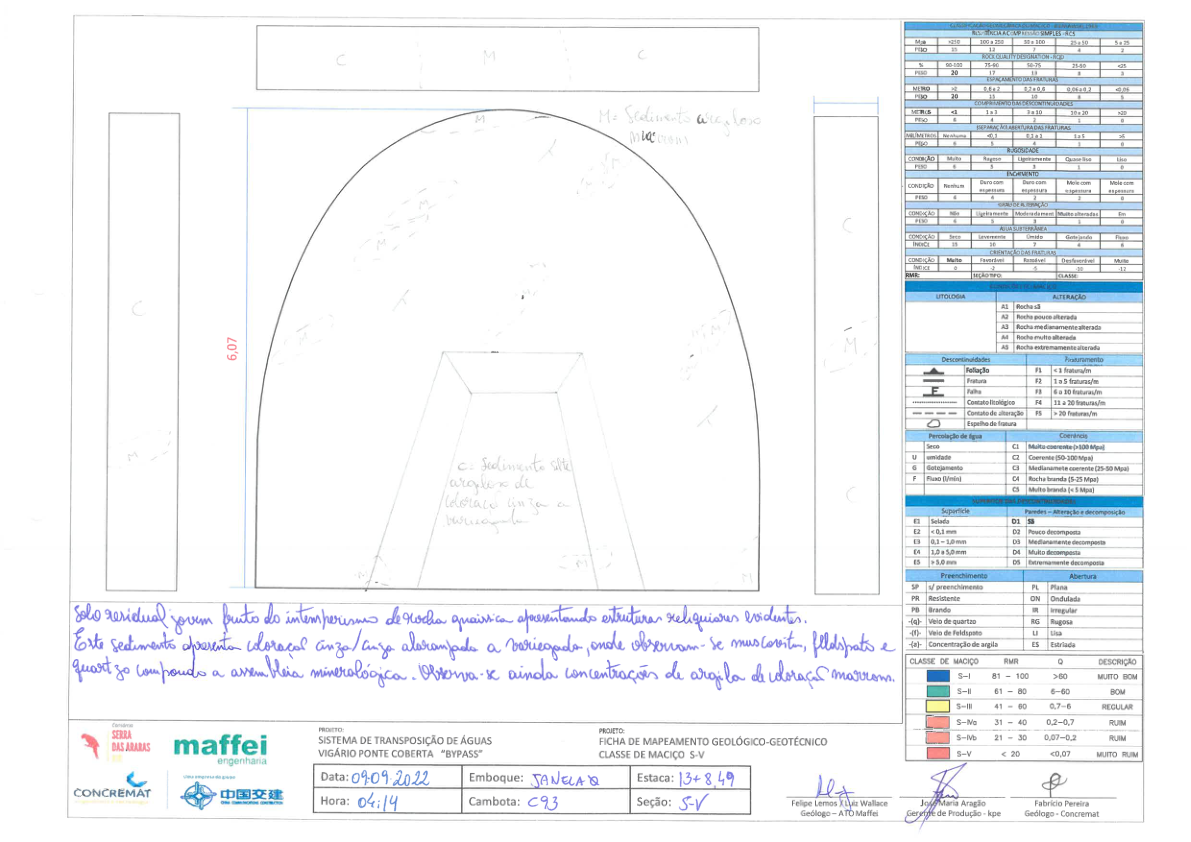 C M C
M
M = Sedimento argiloso
marrom
M
C
C
6,07
M, M
M.
M
C = Sedimento silte
argiloso de
coloraçã cinza a
variegada
C
M
M
M
Solo residual jovem fruto do intemperismo de rocha gnáissica apresentando estruturas reliquiares evidentes.
Este sedimento apresenta coloraçaõ cinza/cinza alaranjada a variegada, onde observam-se muscovita, feldspato e
quartzo compondo a assembleia mineralógica. Observa-se ainda concentrações de argila de coloraçaõ marrom.
RESISTÊNCIA A COMPRESSÃO SIMPLES - RCS
Mpa >250 100 a 250 50 a 100 25 a 50 5 a 25
PESO 15 12 7 4 2
ROCK QUALITY DESIGNATION - RQD
% 90-100 75-90 50-75 25-50 <25
PESO 20 17 13 8 3
ESPAÇAMENTO DAS FRATURAS
METRO >2 0,6 a 2 0,2 a 0,6 0,06 a 0,2 <0,06
PESO 20 15 10 8 5
COMPRIMENTO DAS DESCONTINUIDADES
METROS <1 1 a 3 3 a 10 10 a 20 >20
PESO 6 4 2 1 0
SEPARAÇÃO/ABERTURA DAS FRATURAS
MILÍMETROS Nenhuma <0,1 0,1 a 1 1 a 5 >5
PESO 6 5 4 1 0
RUGOSIDADE
CONDIÇÃO Muito Rugoso Ligeiramente Quase liso Liso
PESO 6 5 3 1 0
ENCHIMENTO
CONDIÇÃO Nenhum Duro com espessura Duro com espessura Mole com espessura Mole com espessura
PESO 6 4 2 2 0
GRAU DE ALTERAÇÃO
CONDIÇÃO Não Ligeiramente Moderadament Muito alteradas Em
PESO 6 5 3 1 0
ÁGUA SUBTERRÂNEA
CONDIÇÃO Seco Levemente Úmido Gotejando Fluxo
ÍNDICE 15 10 7 4 0
ORIENTAÇÃO DAS FRATURAS
CONDIÇÃO Muito Favorável Razoável Desfavorável Muito
ÍNDICE 0 -2 -5 -10 -12
RMR: SEÇÃO TIPO: CLASSE:
LITOLOGIA ALTERAÇÃO
A1 Rocha sã
A2 Rocha pouco alterada
A3 Rocha medianamente alterada
A4 Rocha muito alterada
A5 Rocha extremamente alterada
Descontinuidades Fraturamento
Foliação F1 < 1 fratura/m
Fratura F2 1 a 5 fraturas/m
F Falha F3 6 a 10 fraturas/m
Contato litológico F4 11 a 20 fraturas/m
Contato de alteração F5 > 20 fraturas/m
Espelho de fratura
Percolação de água Coerência
Seco C1 Muito coerente (>100 Mpa)
U umidade C2 Coerente (50-100 Mpa)
G Gotejamento C3 Medianamete coerente (25-50 Mpa)
F Fluxo (l/min) C4 Rocha branda (5-25 Mpa)
C5 Muito branda (< 5 Mpa)
Superfície Paredes – Alteração e decomposição
E1 Selada D1 Sã
E2 < 0,1 mm D2 Pouco decomposta
E3 0,1 – 1,0 mm D3 Medianamente decomposta
E4 1,0 a 5,0 mm D4 Muito decomposta
E5 > 5,0 mm D5 Extremamente decomposta
Preenchimento Abertura
SP s/ preenchimento PL Plana
PR Resistente ON Ondulada
PB Brando IR Irregular
-(q)- Veio de quartzo RG Rugosa
-(f)- Veio de Feldspato LI Lisa
-(a)- Concentração de argila ES Estriada
CLASSE DE MACIÇO RMR Q DESCRIÇÃO
S-I 81 – 100 >60 MUITO BOM
S-II 61 – 80 6-60 BOM
S-III 41 – 60 0,7-6 REGULAR
S-IVa 31 – 40 0,2-0,7 RUIM
S-IVb 21 – 30 0,07-0,2 RUIM
S-V < 20 <0,07 MUITO RUIM
SERRA
DAS ARARAS
maffei
engenharia
CONCREMAT
中国交建
PROJETO:
SISTEMA DE TRANSPOSIÇÃO DE ÁGUAS
VIGÁRIO PONTE COBERTA "BYPASS"
PROJETO:
FICHA DE MAPEAMENTO GEOLÓGICO-GEOTÉCNICO
CLASSE DE MACIÇO S-V
Data: 09.09.2022 Emboque: JANELA Estaca: 13+8,49
Hora: 04:14 Cambota: C93 Seção: S-V
Felipe Lemos / Luiz Wallace
Geólogo – ATO Maffei
José Maria Aragão
Gerente de Produção - kpe
Fabrício Pereira
Geólogo - Concremat